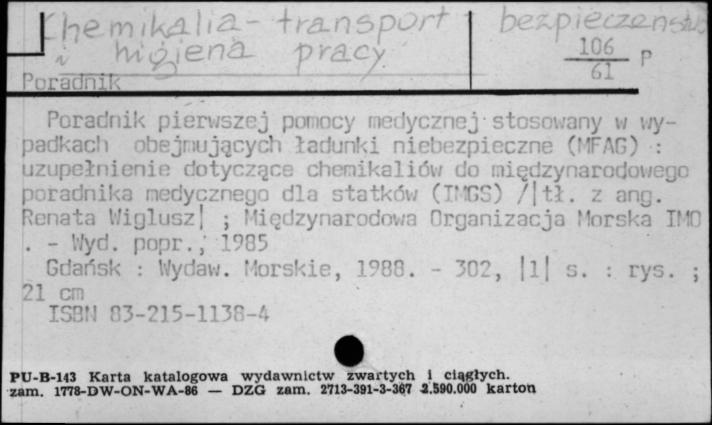 Chemikalia - transport bezpieczeństwo
i higiena pracy
106
61 P
Poradnik
Poradnik pierwszej pomocy medycznej stosowany w wy-
padkach obejmujących ładunki niebezpieczne (MFAG) :
uzupełnienie dotyczące chemikaliów do międzynarodowego
poradnika medycznego dla statków (IMGS) /|tł. z ang.
Renata Wiglusz| ; Międzynarodowa Organizacja Morska IMO
. - Wyd. popr., 1985
Gdańsk : Wydaw. Morskie, 1988. - 302, |1| s. : rys. ;
21 cm
ISBN 83-215-1138-4
PU-B-143 Karta katalogowa wydawnictw zwartych i ciągłych.
zam. 1778-DW-ON-WA-86 — DZG zam. 2713-391-3-367 2.590.000 karton